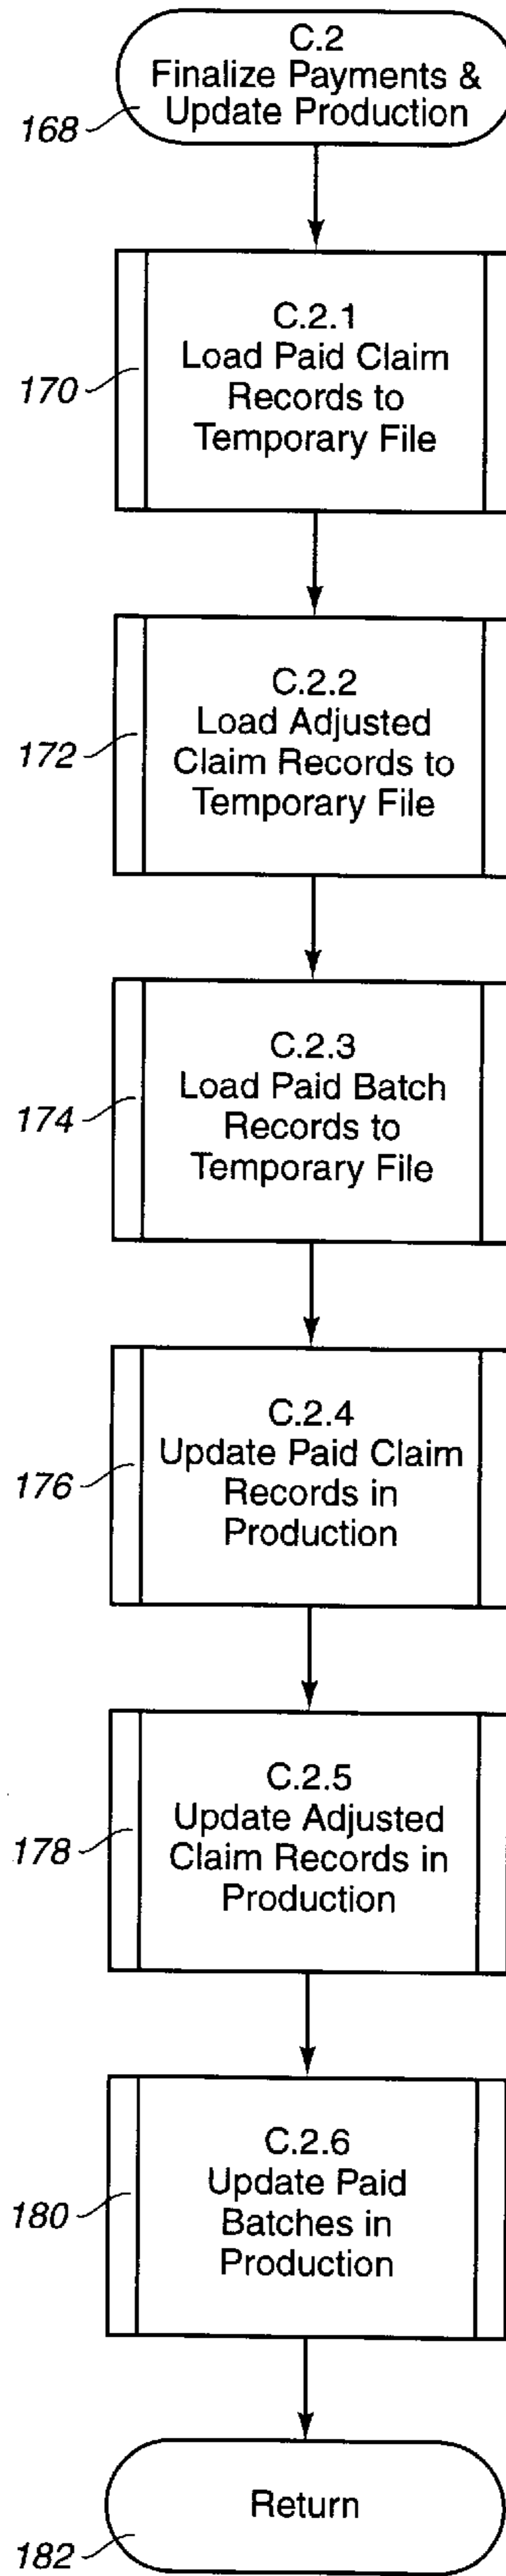 C.2
Finalize Payments &
Update Production
168
C.2.1
Load Paid Claim
Records to
Temporary File
170
C.2.2
Load Adjusted
Claim Records to
Temporary File
172
C.2.3
Load Paid Batch
Records to
Temporary File
174
C.2.4
Update Paid Claim
Records in
Production
176
C.2.5
Update Adjusted
Claim Records in
Production
178
C.2.6
Update Paid
Batches in
Production
180
Return
182